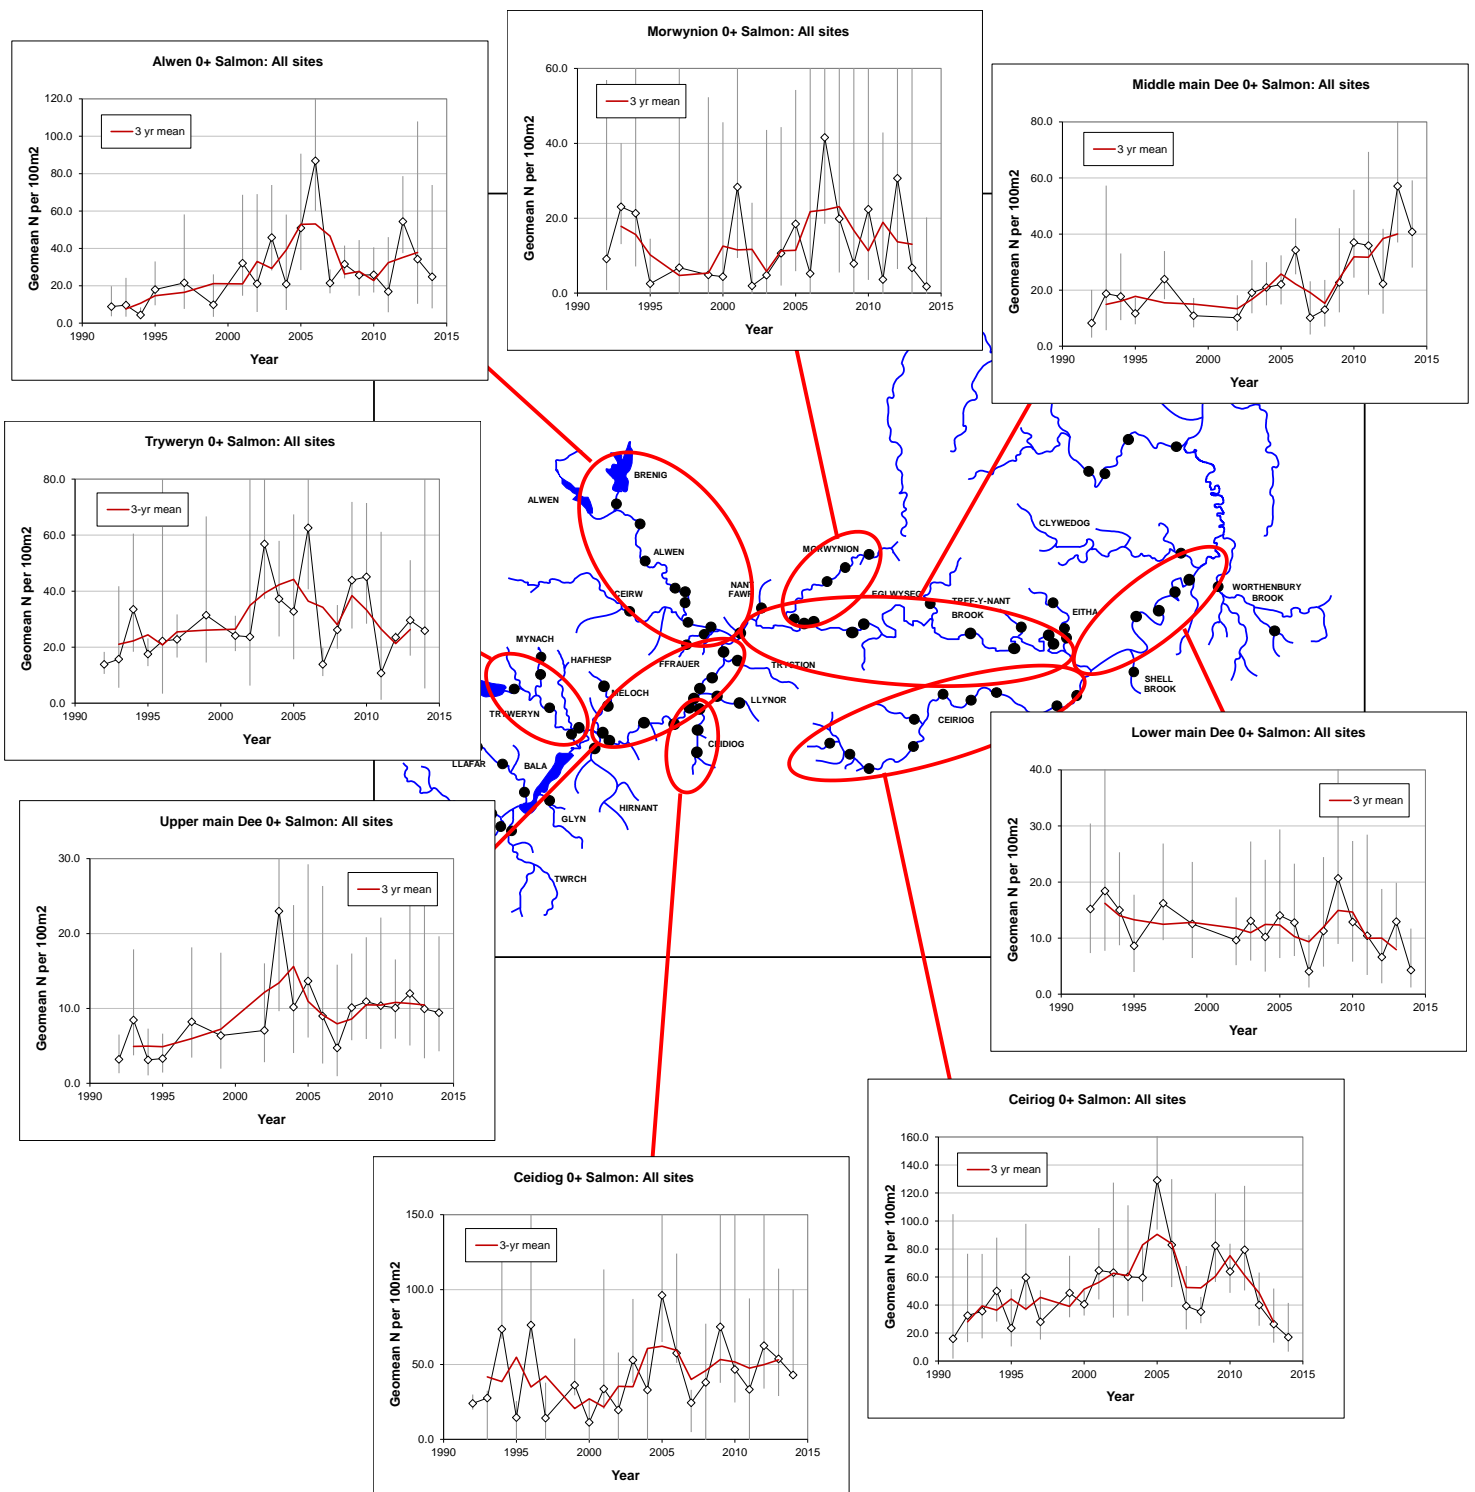 Alwen 0+ Salmon: All sites
Geomean N per 100m2
120.0
100.0
80.0
60.0
40.0
20.0
0.0
3 yr mean
1990 1995 2000 2005 2010 2015
Year
Morwynion 0+ Salmon: All sites
Geomean N per 100m2
60.0
40.0
20.0
0.0
3 yr mean
1990 1995 2000 2005 2010 2015
Year
Middle main Dee 0+ Salmon: All sites
Geomean N per 100m2
80.0
60.0
40.0
20.0
0.0
3 yr mean
1990 1995 2000 2005 2010 2015
Year
Tryweryn 0+ Salmon: All sites
Geomean N per 100m2
80.0
60.0
40.0
20.0
0.0
3-yr mean
1990 1995 2000 2005 2010 2015
Year
BRENIG
ALWEN
ALWEN
CEIRW
MYNACH
HAFHESP
MELOCH
TRYWERYN
LLAFAR
BALA
GLYN
TWRCH
HIRNANT
FFRAUER
CEIDIOG
LLYNOR
TRYSTION
NANT
FAWR
MORWYNION
EGLWYSEG
TREF-Y-NANT
BROOK
CLYWEDOG
EITHA
WORTHENBURY
BROOK
SHELL
BROOK
CEIRIOG
Upper main Dee 0+ Salmon: All sites
Geomean N per 100m2
30.0
20.0
10.0
0.0
3 yr mean
1990 1995 2000 2005 2010 2015
Year
Lower main Dee 0+ Salmon: All sites
Geomean N per 100m2
40.0
30.0
20.0
10.0
0.0
3 yr mean
1990 1995 2000 2005 2010 2015
Year
Ceidiog 0+ Salmon: All sites
Geomean N per 100m2
150.0
100.0
50.0
0.0
3-yr mean
1990 1995 2000 2005 2010 2015
Year
Ceiriog 0+ Salmon: All sites
Geomean N per 100m2
160.0
140.0
120.0
100.0
80.0
60.0
40.0
20.0
0.0
3 yr mean
1990 1995 2000 2005 2010 2015
Year